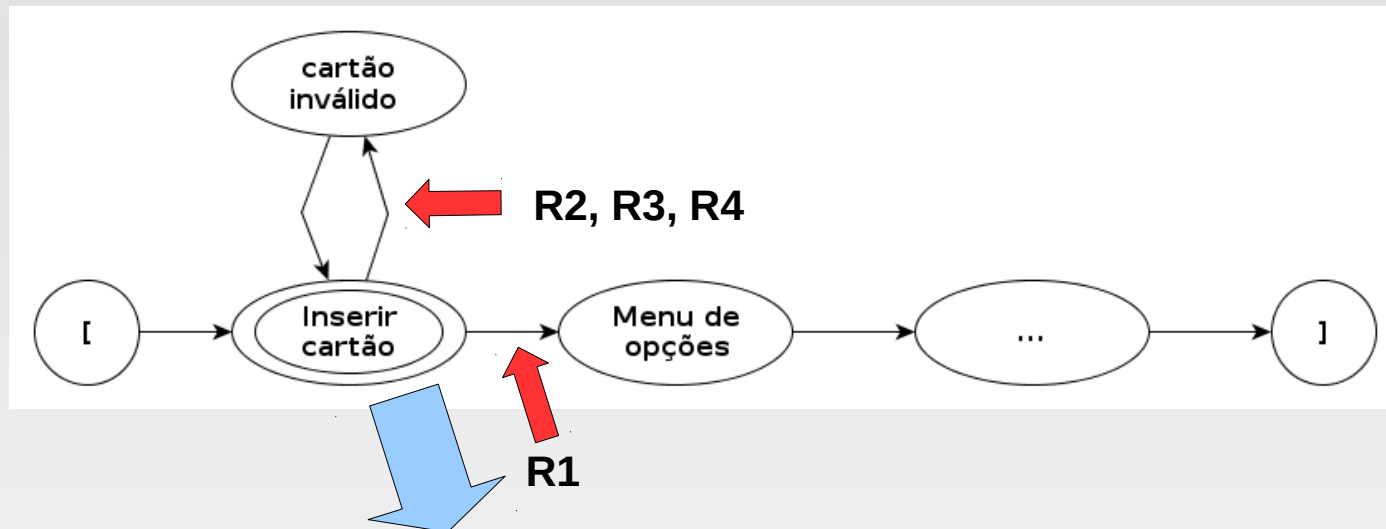 cartão
inválido
R2, R3, R4
[
Inserir
cartão
Menu de
opções
...
]
R1